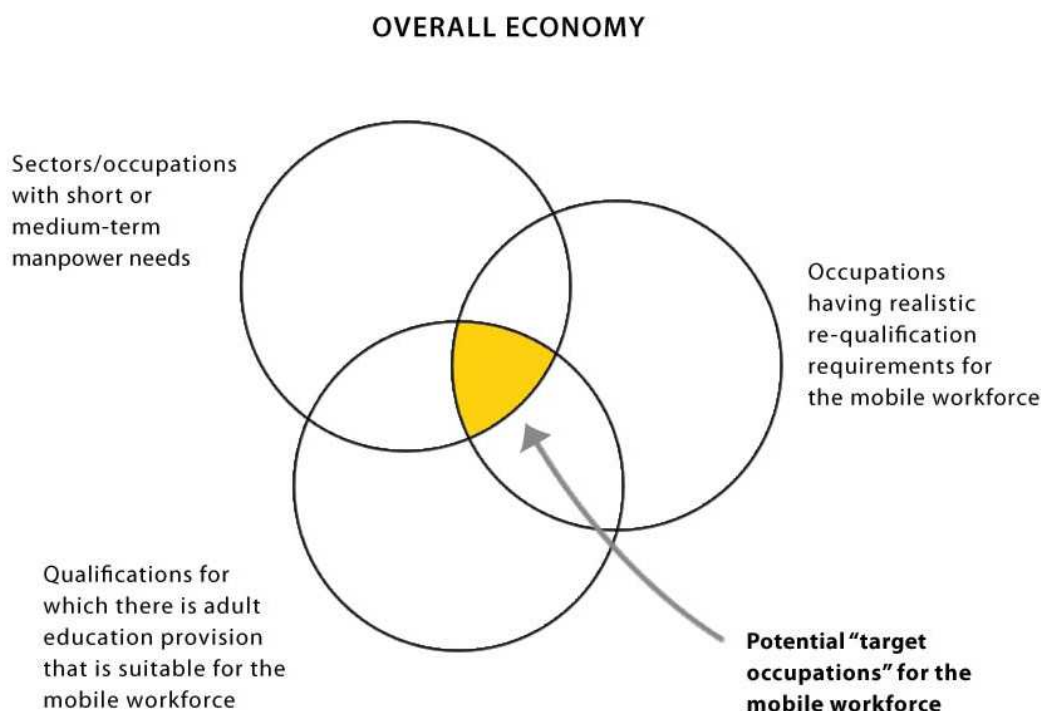 OVERALL ECONOMY
Sectors/occupations
with short or
medium-term
manpower needs
Occupations
having realistic
re-qualification
requirements for
the mobile workforce
Qualifications for
which there is adult
education provision
that is suitable for the
mobile workforce
Potential “target
occupations” for the
mobile workforce